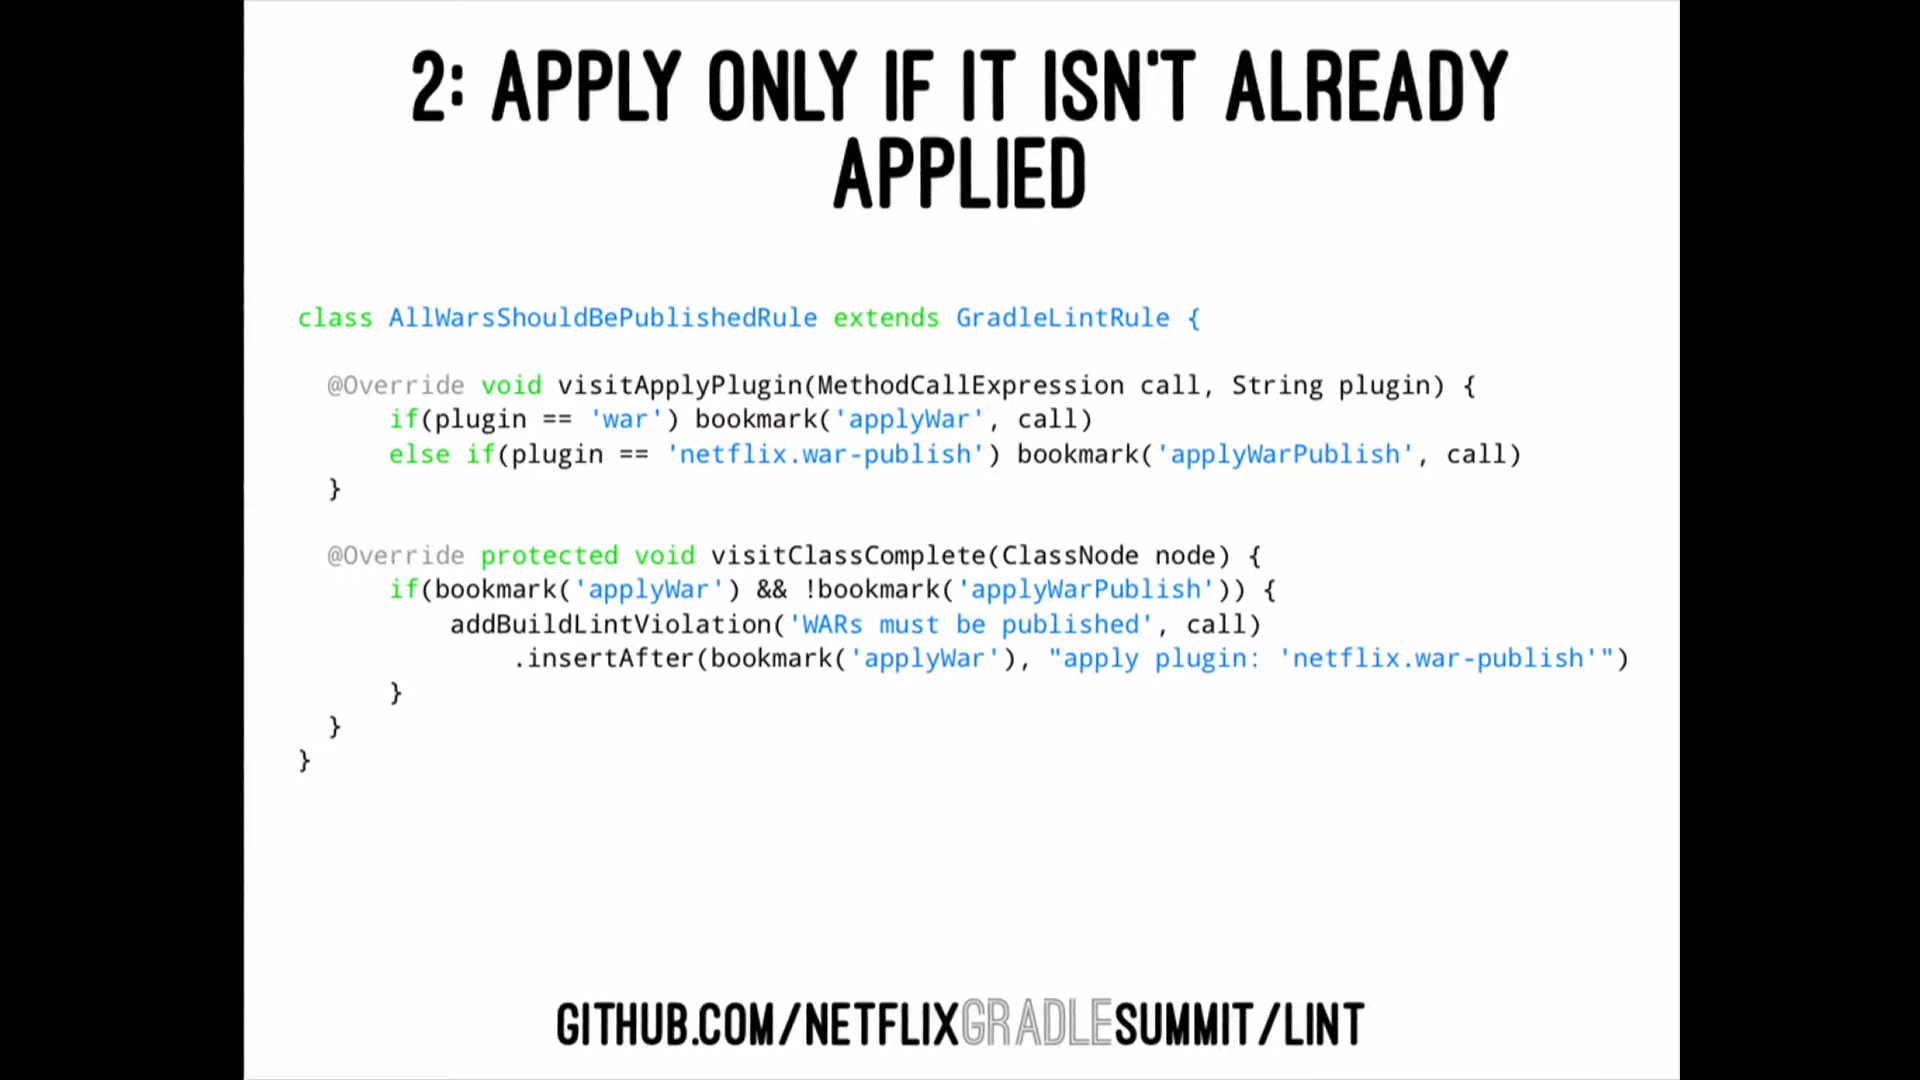 2: APPLY ONLY IF IT ISN'T ALREADY
APPLIED
class AllWarsShouldBePublishedRule extends GradleLintRule {
@Override void visitApplyPlugin(MethodCallExpression call, String plugin) {
if(plugin == 'war') bookmark('applyWar', call)
else if(plugin == 'netflix.war-publish') bookmark('applyWarPublish', call)
}
@Override protected void visitClassComplete(ClassNode node) {
if(bookmark('applyWar') && !bookmark('applyWarPublish')) {
addBuildLintViolation('WARs must be published', call)
.insertAfter(bookmark('applyWar'), "apply plugin: 'netflix.war-publish'")
}
}
}
GITHUB.COM/NETFLIXGRADLESUMMIT/LINT